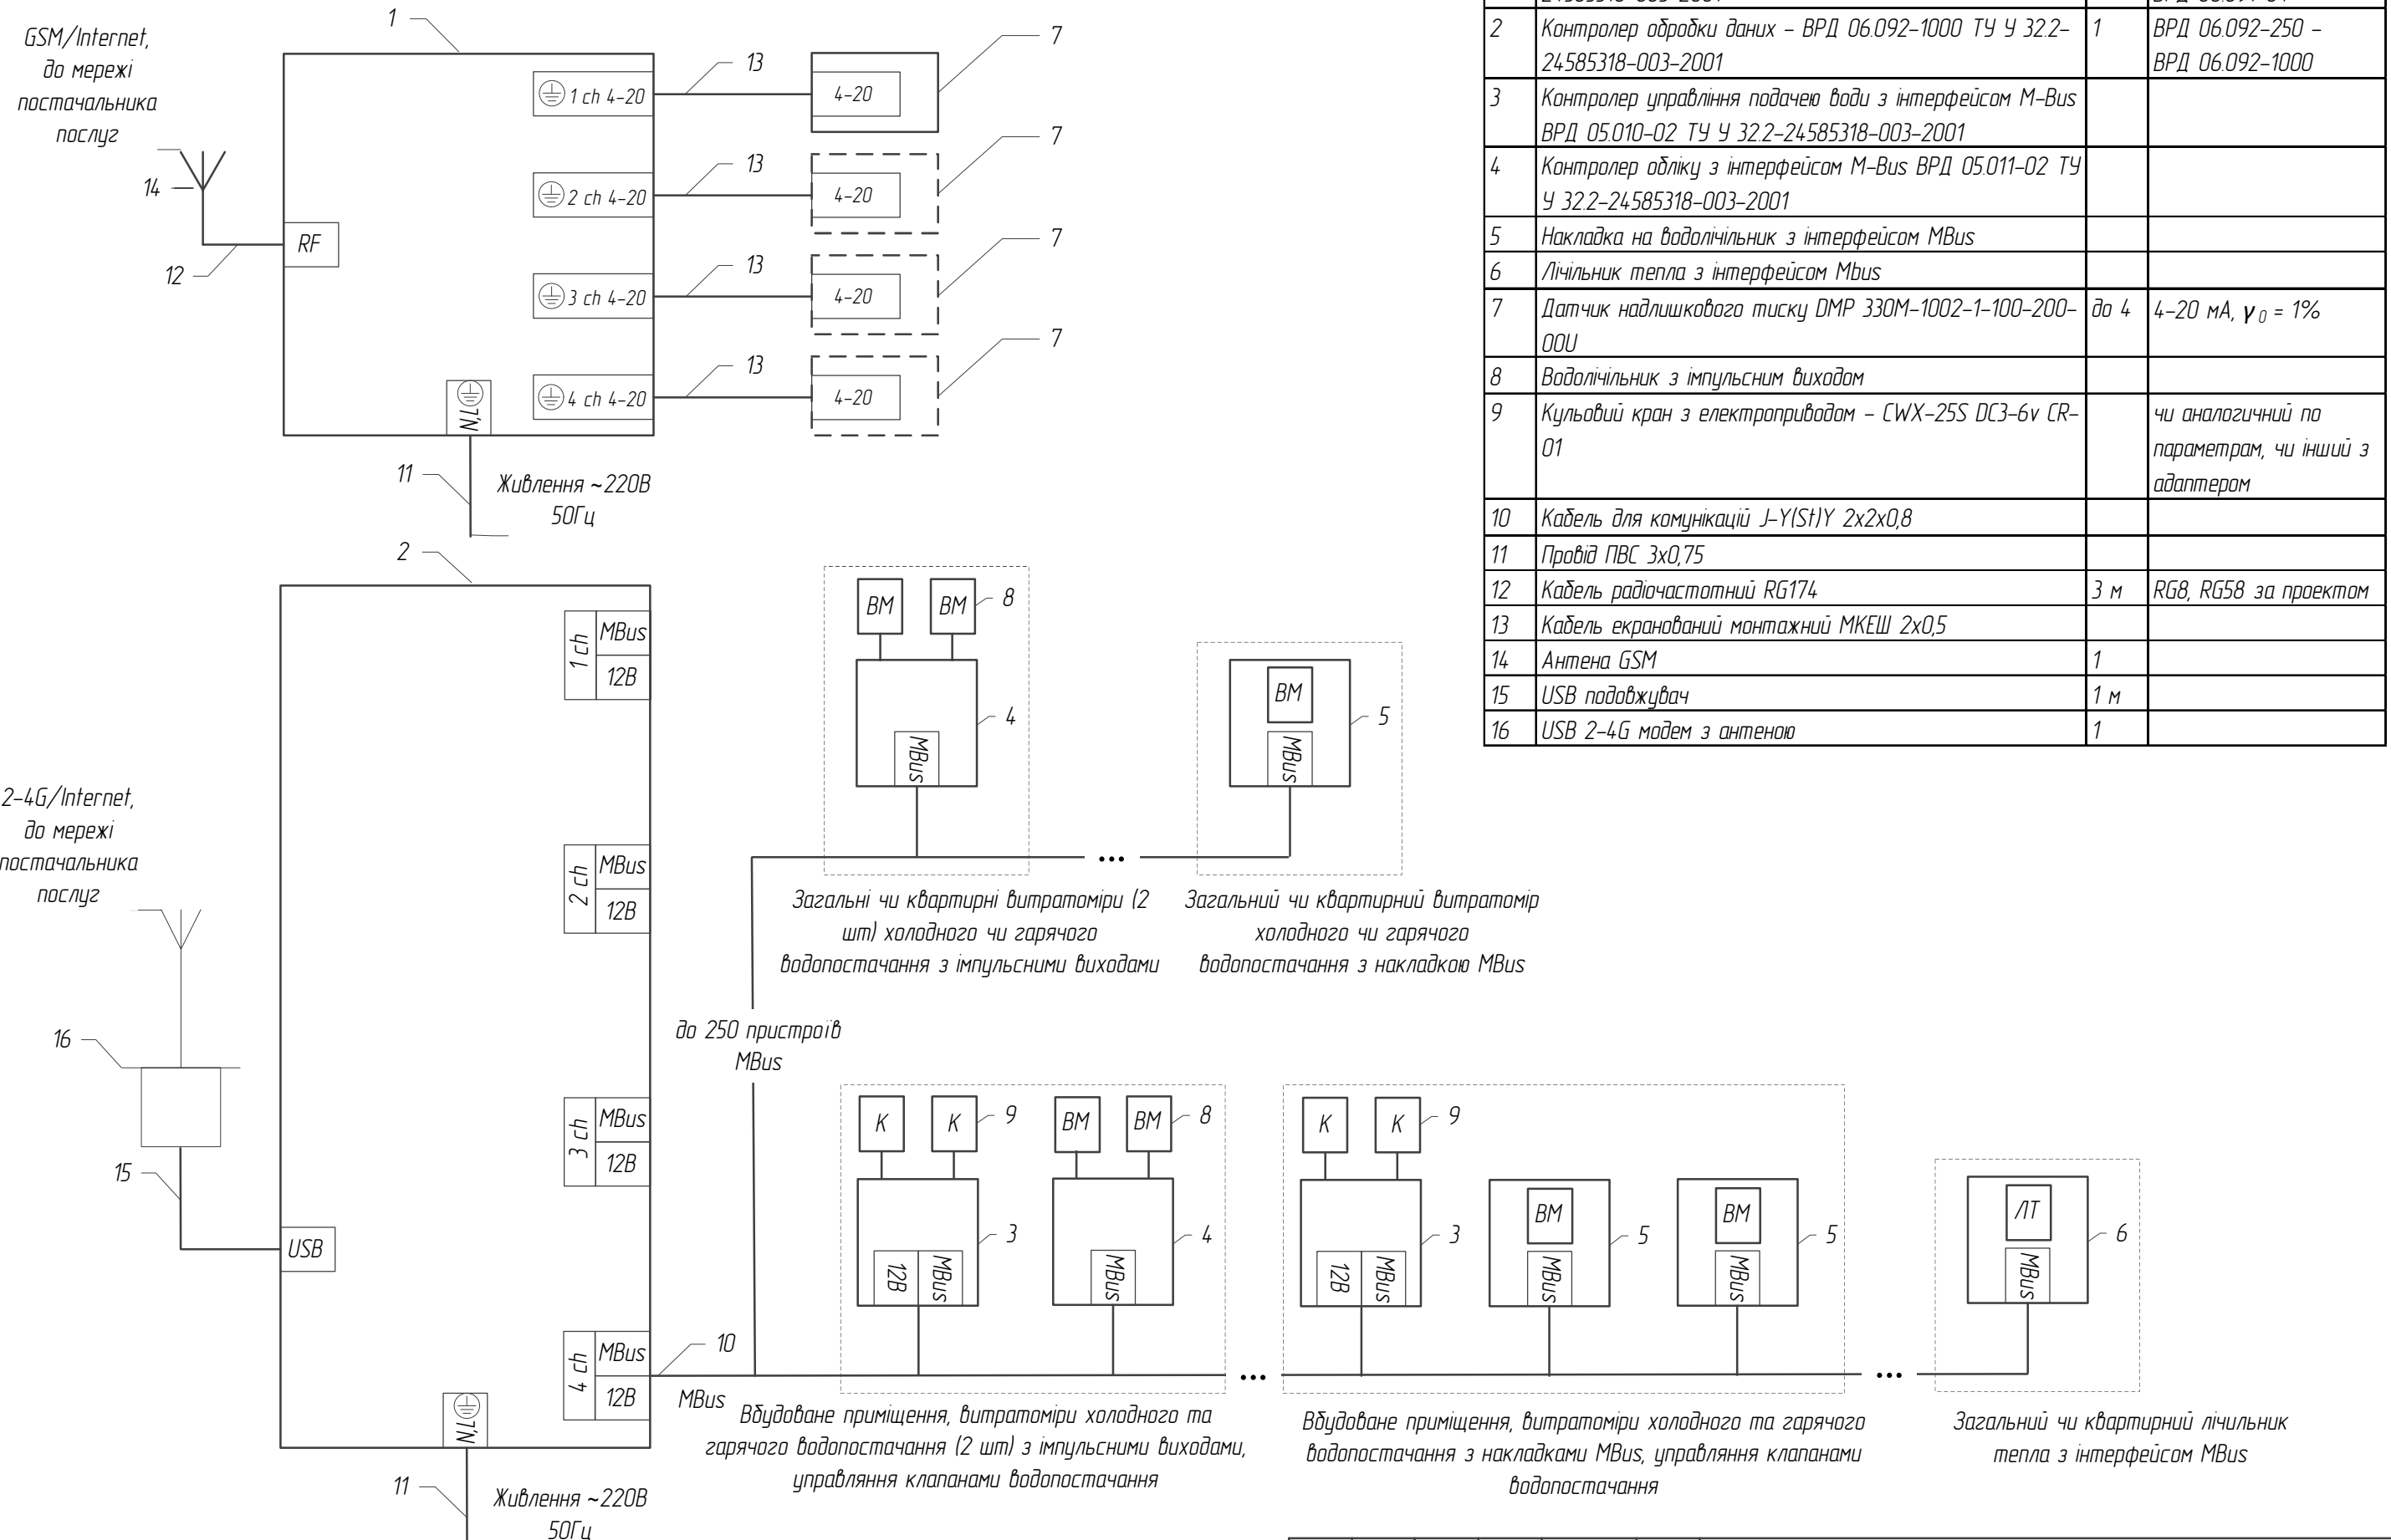 1
GSM/Internet,
до мережі
постачальника
послуг
14
12
RF
1 ch 4-20
2 ch 4-20
3 ch 4-20
4 ch 4-20
13
13
13
13
4-20
4-20
4-20
4-20
7
7
7
7
N,L
11
Живлення ~220В
50Гц
2
1 ch
MBus
12В
2 ch
MBus
12В
3 ch
MBus
12В
4 ch
MBus
12В
2-4G/Internet,
до мережі
постачальника
послуг
16
15
USB
N,L
11
Живлення ~220В
50Гц
10
MBus
до 250 пристроїв
MBus
ВМ
ВМ
8
4
MBus
ВМ
5
MBus
Загальні чи квартирні витратоміри (2
шт) холодного чи гарячого
водопостачання з імпульсними виходами
Загальний чи квартирний витратомір
холодного чи гарячого
водопостачання з накладкою MBus
К
К
9
3
12В
MBus
ВМ
ВМ
8
4
MBus
К
К
9
3
12В
MBus
ВМ
5
MBus
ВМ
5
MBus
ЛТ
6
MBus
...
...
...
Вбудоване приміщення, витратоміри холодного та
гарячого водопостачання (2 шт) з імпульсними виходами,
управляння клапанами водопостачання
Вбудоване приміщення, витратоміри холодного та гарячого
водопостачання з накладками MBus, управляння клапанами
водопостачання
Загальний чи квартирний лічильник
тепла з інтерфейсом MBus
2 Контролер обробки даних – ВРД 06.092-1000 ТУ У 32.2- 1 ВРД 06.092-250 –
24585318-003-2001 ВРД 06.092-1000
3 Контролер управління подачею води з інтерфейсом M-Bus
ВРД 05.010-02 ТУ У 32.2-24585318-003-2001
4 Контролер обліку з інтерфейсом M-Bus ВРД 05.011-02 ТУ
У 32.2-24585318-003-2001
5 Накладка на водолічільник з інтерфейсом MBus
6 Лічільник тепла з інтерфейсом Mbus
7 Датчик надлишкового тиску DMP 330М-1002-1-100-200- до 4 4-20 мА, γ₀ = 1%
00U
8 Водолічільник з імпульсним виходом
9 Кульовий кран з електроприводом – CWX-25S DC3-6v CR- чи аналогичний по
01 параметрам, чи інший з
адаптером
10 Кабель для комунікацій J-Y(St)Y 2x2x0,8
11 Провід ПВС 3х0,75
12 Кабель радіочастотний RG174 3 м RG8, RG58 за проектом
13 Кабель екранований монтажний МКЕШ 2х0,5
14 Антена GSM 1
15 USB подовжувач 1 м
16 USB 2-4G модем з антеною 1